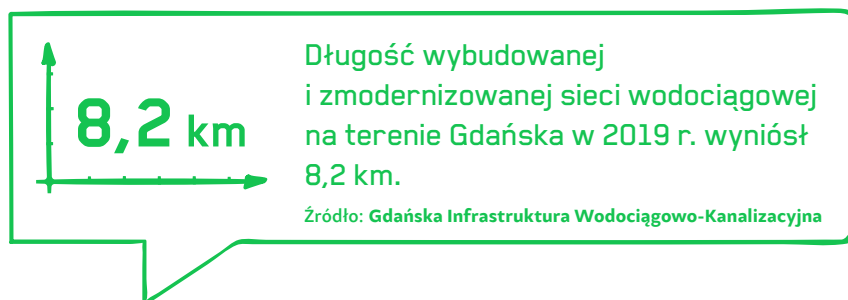 8,2 km
Długość wybudowanej
i zmodernizowanej sieci wodociągowej
na terenie Gdańska w 2019 r. wyniósł
8,2 km.
Źródło: Gdańska Infrastruktura Wodociągowo-Kanalizacyjna